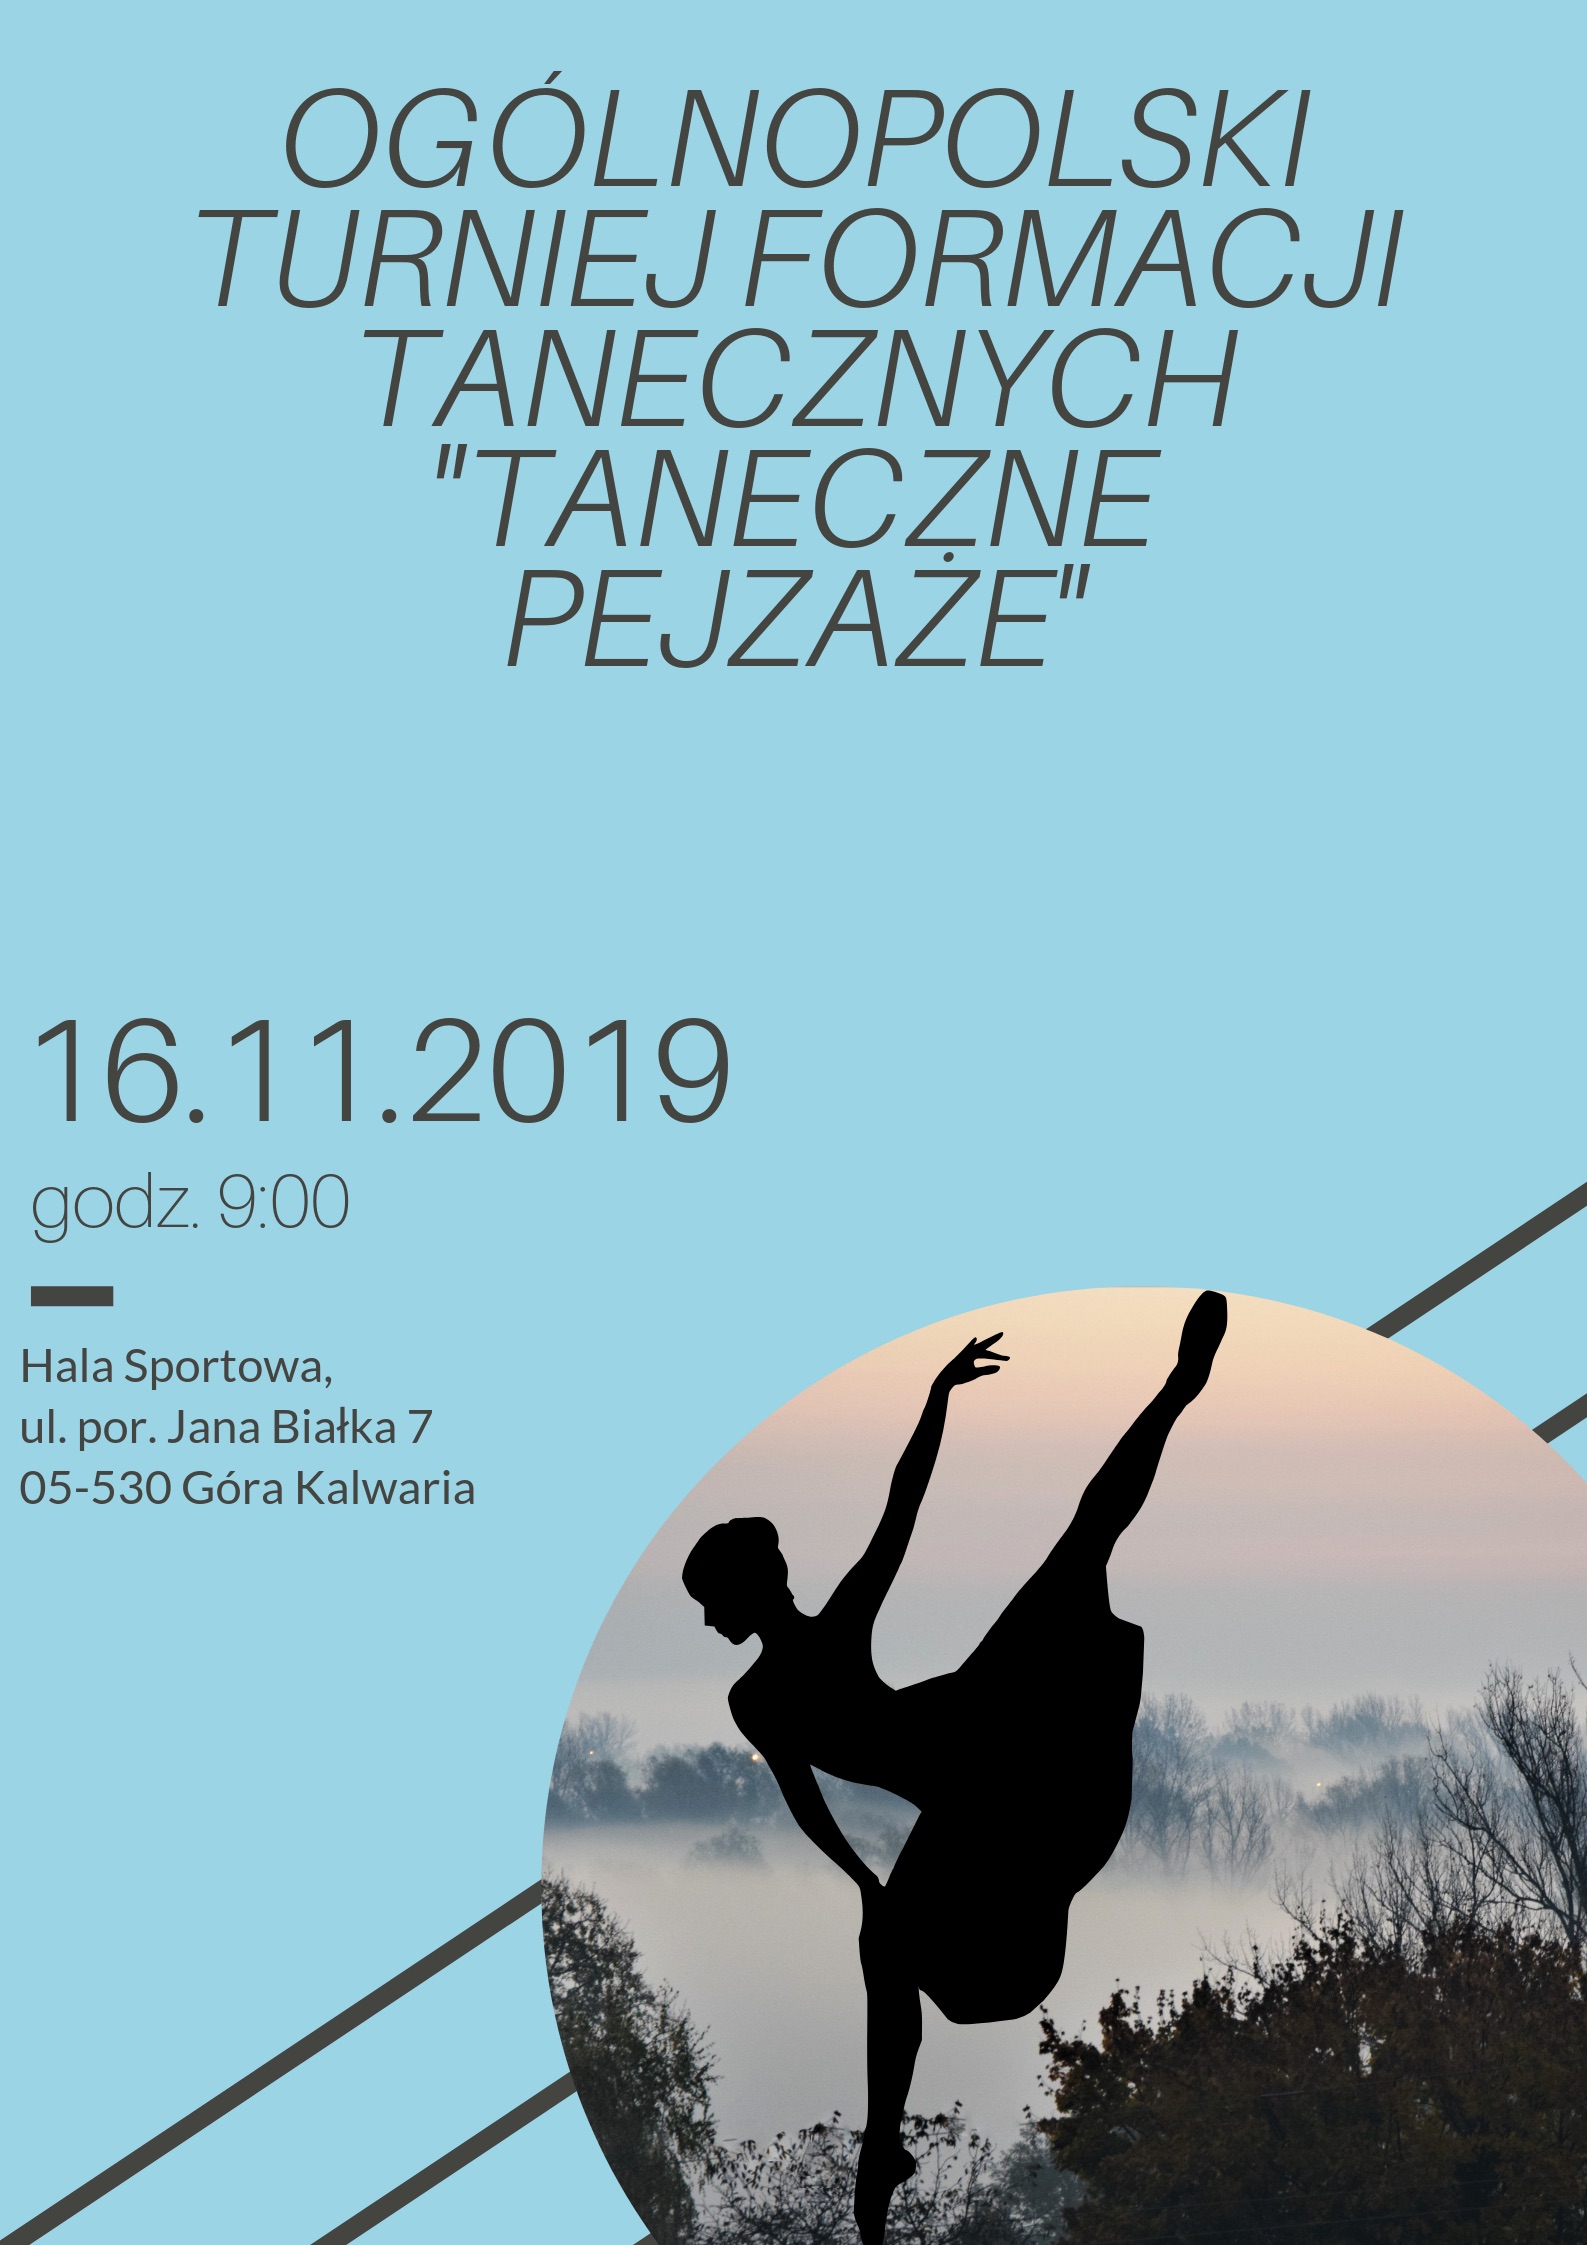 OGÓLNOPOLSKI
TURNIEJ FORMACJI
TANECZNYCH
"TANECZNE
PEJZAŻE"
16.11.2019
godz. 9:00
Hala Sportowa,
ul. por. Jana Białka 7
05-530 Góra Kalwaria